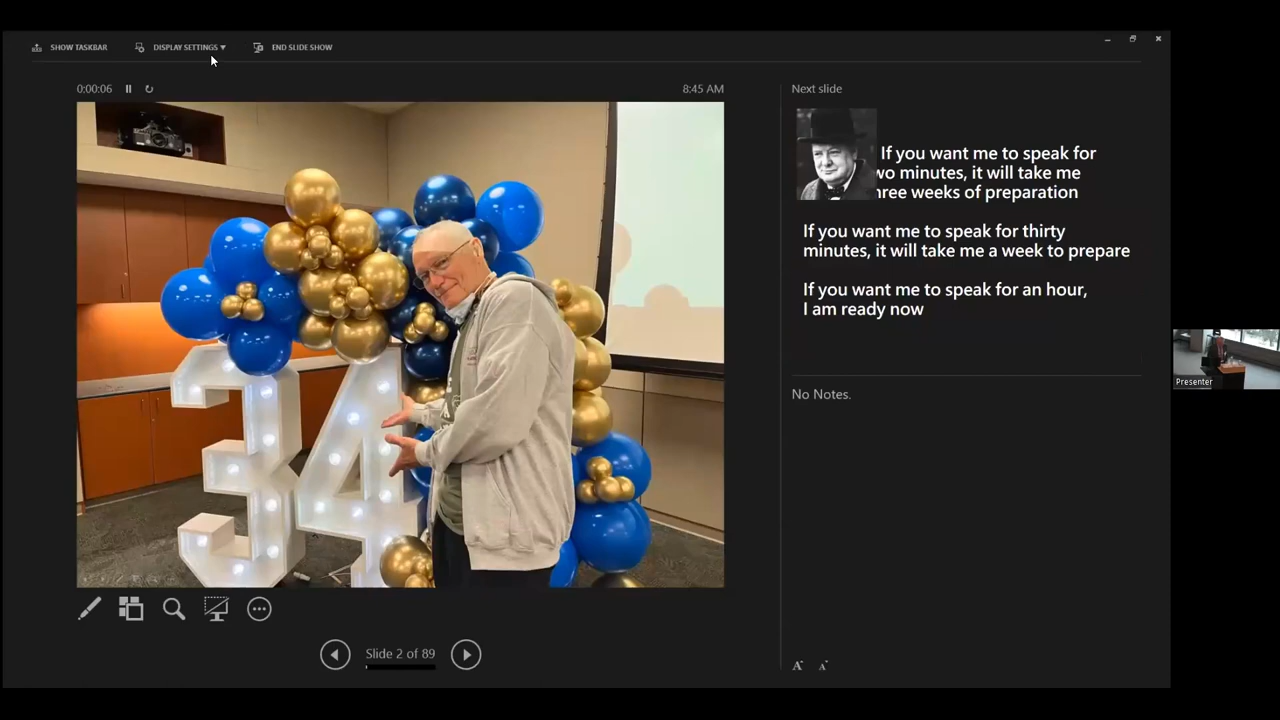 SHOW TASKBAR
DISPLAY SETTINGS
END SLIDE SHOW
0:00:06
8:45 AM
34
Slide 2 of 89
Next slide
If you want me to speak for
minutes, it will take me
weeks of preparation
If you want me to speak for thirty
minutes, it will take me a week to prepare
If you want me to speak for an hour,
I am ready now
No Notes.
A
A
Presenter